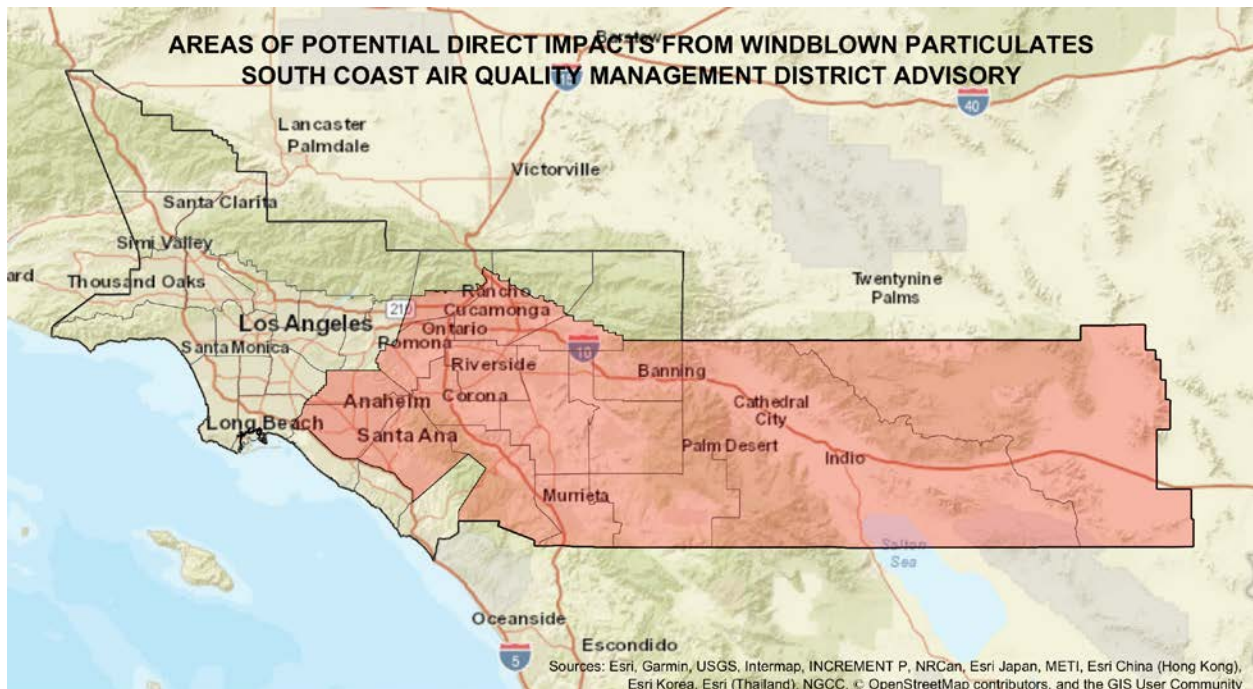 Barstow
AREAS OF POTENTIAL DIRECT IMPACTS FROM WINDBLOWN PARTICULATES
SOUTH COAST AIR QUALITY MANAGEMENT DISTRICT ADVISORY
15
40
Lancaster
Palmdale
Victorville
Santa Clarita
Simi Valley
ard
Thousand Oaks
Twentynine
Palms
Rancho
Cucamonga
210
Los Angeles
Ontario
Pomona
Santa Monica
10
Riverside
Banning
Corona
Anaheim
Cathedral
City
Long Beach
Santa Ana
Palm Desert
Indio
Murrieta
Salton
Sea
Oceanside
Escondido
5
Sources: Esri, Garmin, USGS, Intermap, INCREMENT P, NRCan, Esri Japan, METI, Esri China (Hong Kong),
Esri Korea, Esri (Thailand), NGCC, © OpenStreetMap contributors, and the GIS User Community